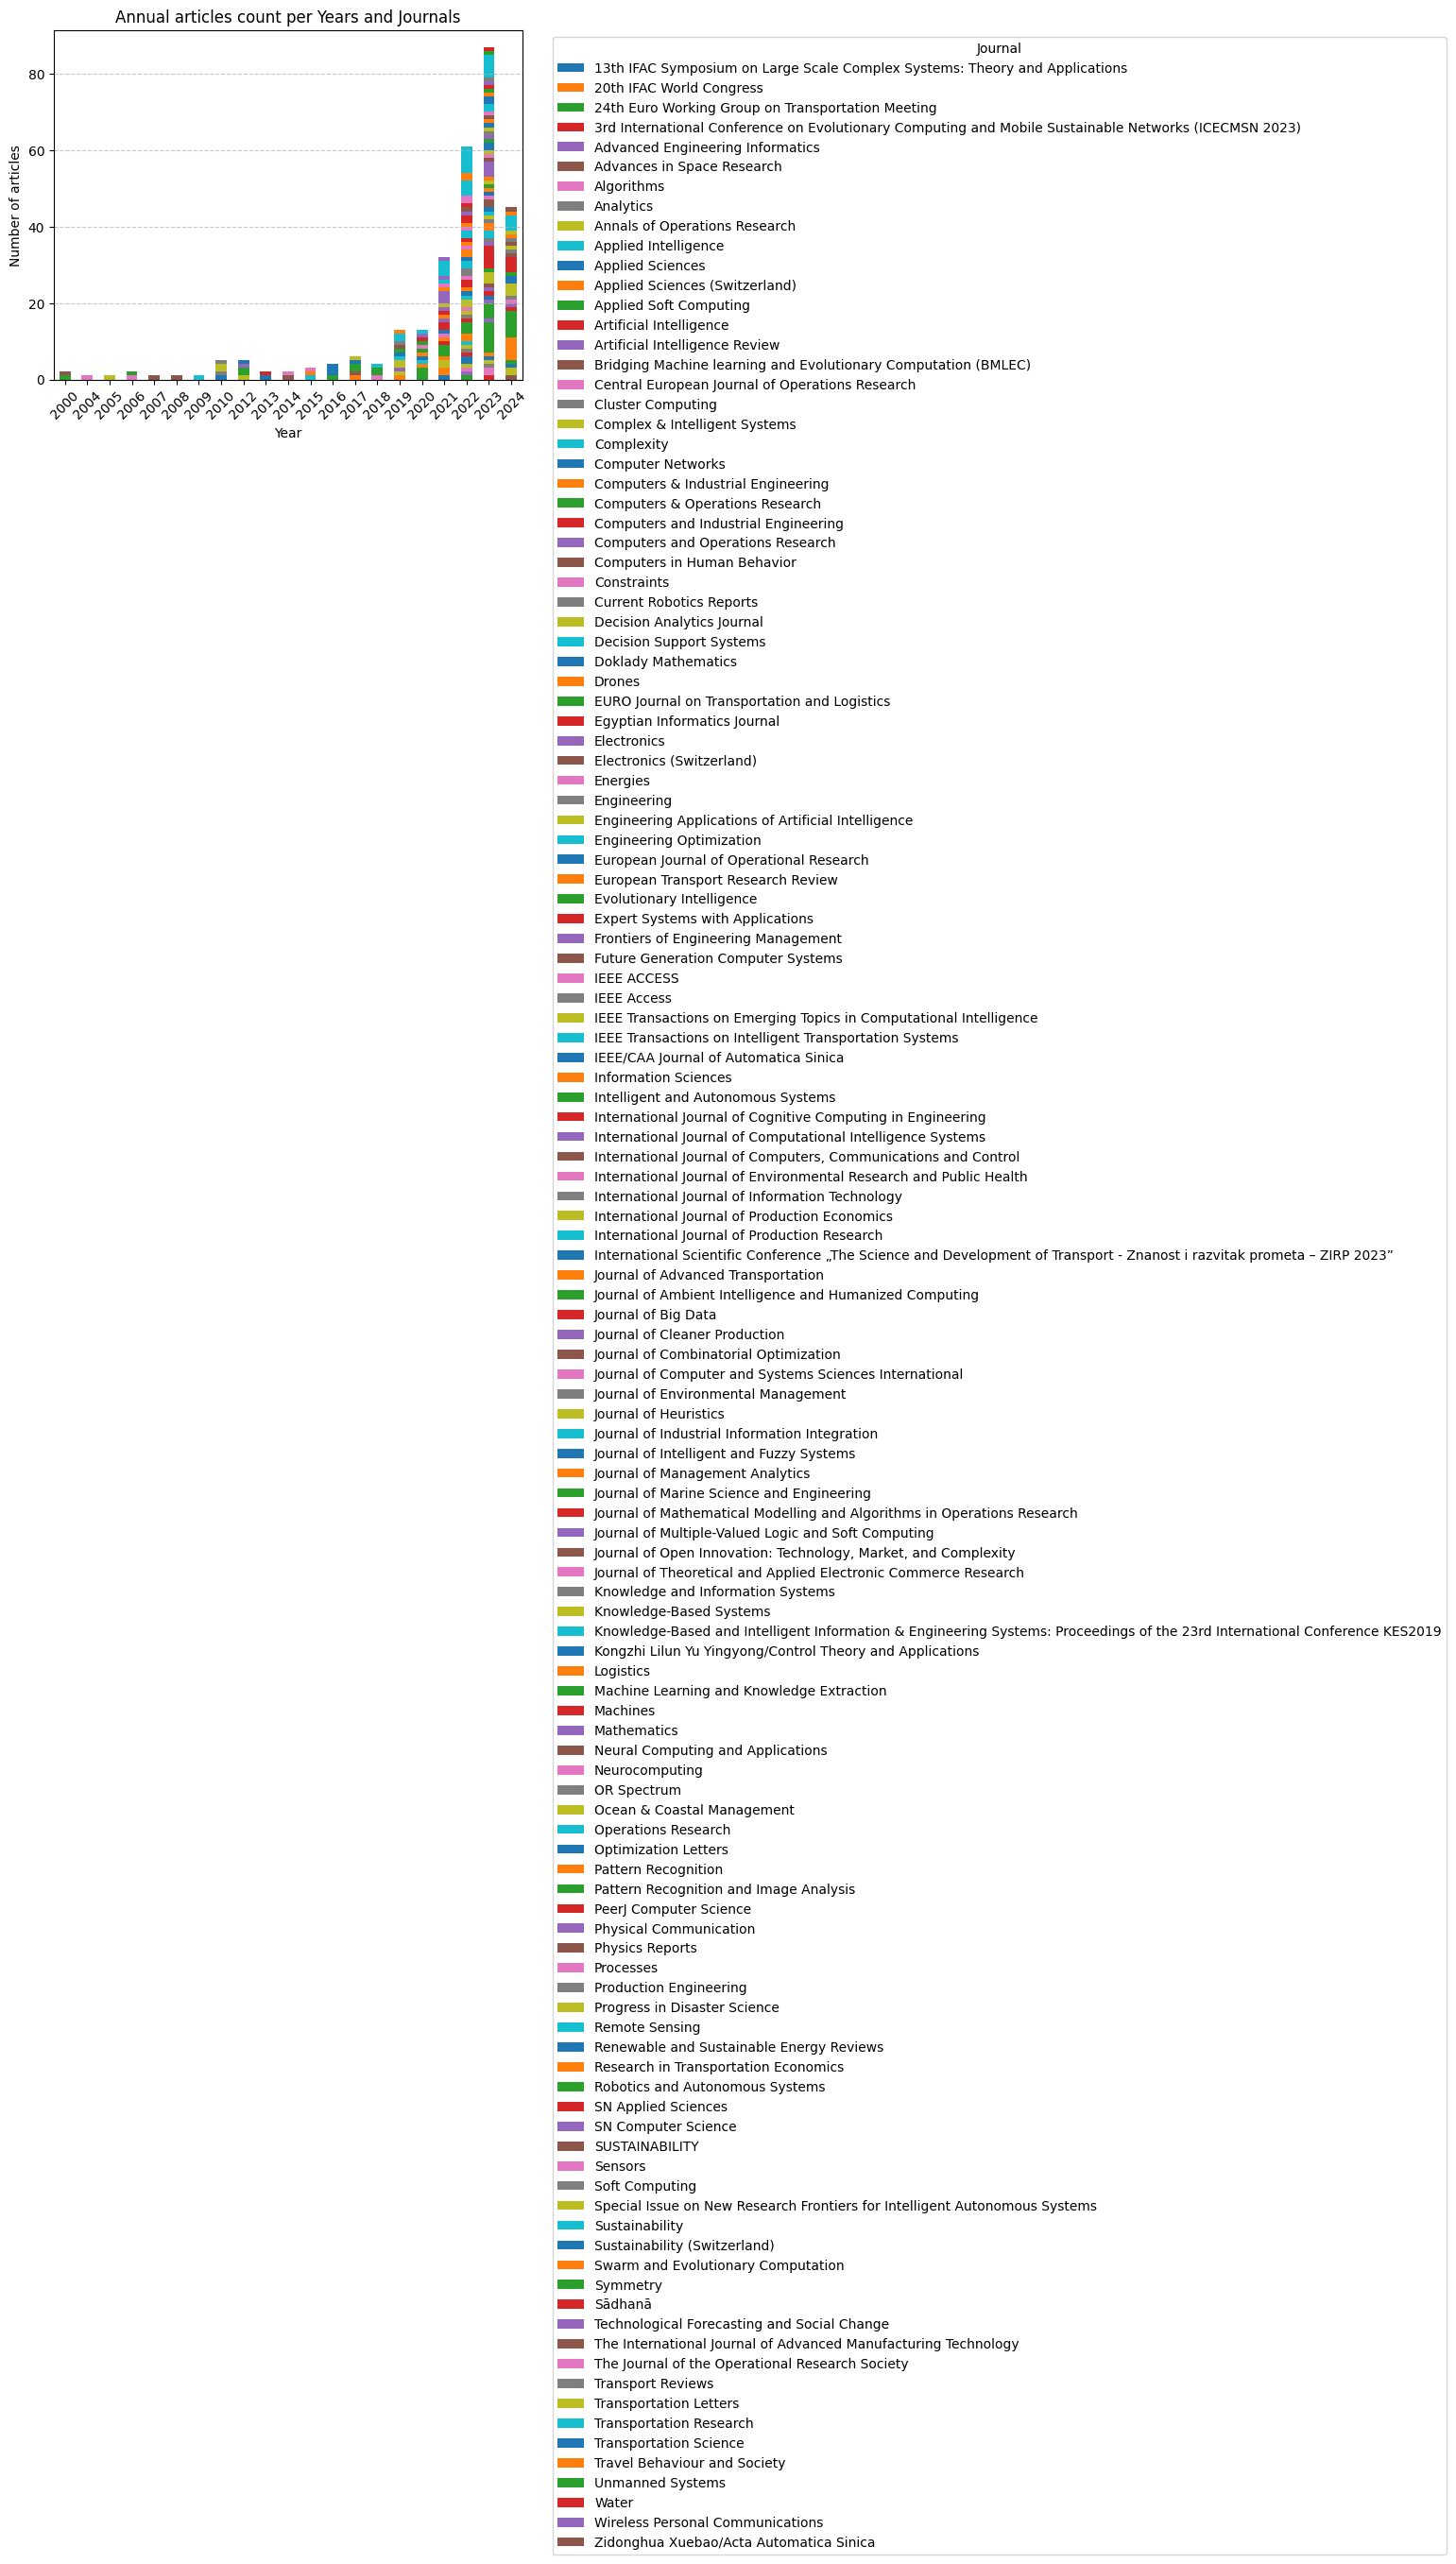 Annual articles count per Years and Journals
Number of articles
80
60
40
20
0
2000
2004
2005
2006
2007
2008
2009
2010
2012
2013
2014
2015
2016
2017
2018
2019
2020
2021
2022
2023
2024
Year
Journal
13th IFAC Symposium on Large Scale Complex Systems: Theory and Applications
20th IFAC World Congress
24th Euro Working Group on Transportation Meeting
3rd International Conference on Evolutionary Computing and Mobile Sustainable Networks (ICECMSN 2023)
Advanced Engineering Informatics
Advances in Space Research
Algorithms
Analytics
Annals of Operations Research
Applied Intelligence
Applied Sciences
Applied Sciences (Switzerland)
Applied Soft Computing
Artificial Intelligence
Artificial Intelligence Review
Bridging Machine learning and Evolutionary Computation (BMLEC)
Central European Journal of Operations Research
Cluster Computing
Complex & Intelligent Systems
Complexity
Computer Networks
Computers & Industrial Engineering
Computers & Operations Research
Computers and Industrial Engineering
Computers and Operations Research
Computers in Human Behavior
Constraints
Current Robotics Reports
Decision Analytics Journal
Decision Support Systems
Doklady Mathematics
Drones
EURO Journal on Transportation and Logistics
Egyptian Informatics Journal
Electronics
Electronics (Switzerland)
Energies
Engineering
Engineering Applications of Artificial Intelligence
Engineering Optimization
European Journal of Operational Research
European Transport Research Review
Evolutionary Intelligence
Expert Systems with Applications
Frontiers of Engineering Management
Future Generation Computer Systems
IEEE ACCESS
IEEE Access
IEEE Transactions on Emerging Topics in Computational Intelligence
IEEE Transactions on Intelligent Transportation Systems
IEEE/CAA Journal of Automatica Sinica
Information Sciences
Intelligent and Autonomous Systems
International Journal of Cognitive Computing in Engineering
International Journal of Computational Intelligence Systems
International Journal of Computers, Communications and Control
International Journal of Environmental Research and Public Health
International Journal of Information Technology
International Journal of Production Economics
International Journal of Production Research
International Scientific Conference „The Science and Development of Transport - Znanost i razvitak prometa – ZIRP 2023”
Journal of Advanced Transportation
Journal of Ambient Intelligence and Humanized Computing
Journal of Big Data
Journal of Cleaner Production
Journal of Combinatorial Optimization
Journal of Computer and Systems Sciences International
Journal of Environmental Management
Journal of Heuristics
Journal of Industrial Information Integration
Journal of Intelligent and Fuzzy Systems
Journal of Management Analytics
Journal of Marine Science and Engineering
Journal of Mathematical Modelling and Algorithms in Operations Research
Journal of Multiple-Valued Logic and Soft Computing
Journal of Open Innovation: Technology, Market, and Complexity
Journal of Theoretical and Applied Electronic Commerce Research
Knowledge and Information Systems
Knowledge-Based Systems
Knowledge-Based and Intelligent Information & Engineering Systems: Proceedings of the 23rd International Conference KES2019
Kongzhi Lilun Yu Yingyong/Control Theory and Applications
Logistics
Machine Learning and Knowledge Extraction
Machines
Mathematics
Neural Computing and Applications
Neurocomputing
OR Spectrum
Ocean & Coastal Management
Operations Research
Optimization Letters
Pattern Recognition
Pattern Recognition and Image Analysis
PeerJ Computer Science
Physical Communication
Physics Reports
Processes
Production Engineering
Progress in Disaster Science
Remote Sensing
Renewable and Sustainable Energy Reviews
Research in Transportation Economics
Robotics and Autonomous Systems
SN Applied Sciences
SN Computer Science
SUSTAINABILITY
Sensors
Soft Computing
Special Issue on New Research Frontiers for Intelligent Autonomous Systems
Sustainability
Sustainability (Switzerland)
Swarm and Evolutionary Computation
Symmetry
Sādhanā
Technological Forecasting and Social Change
The International Journal of Advanced Manufacturing Technology
The Journal of the Operational Research Society
Transport Reviews
Transportation Letters
Transportation Research
Transportation Science
Travel Behaviour and Society
Unmanned Systems
Water
Wireless Personal Communications
Zidonghua Xuebao/Acta Automatica Sinica